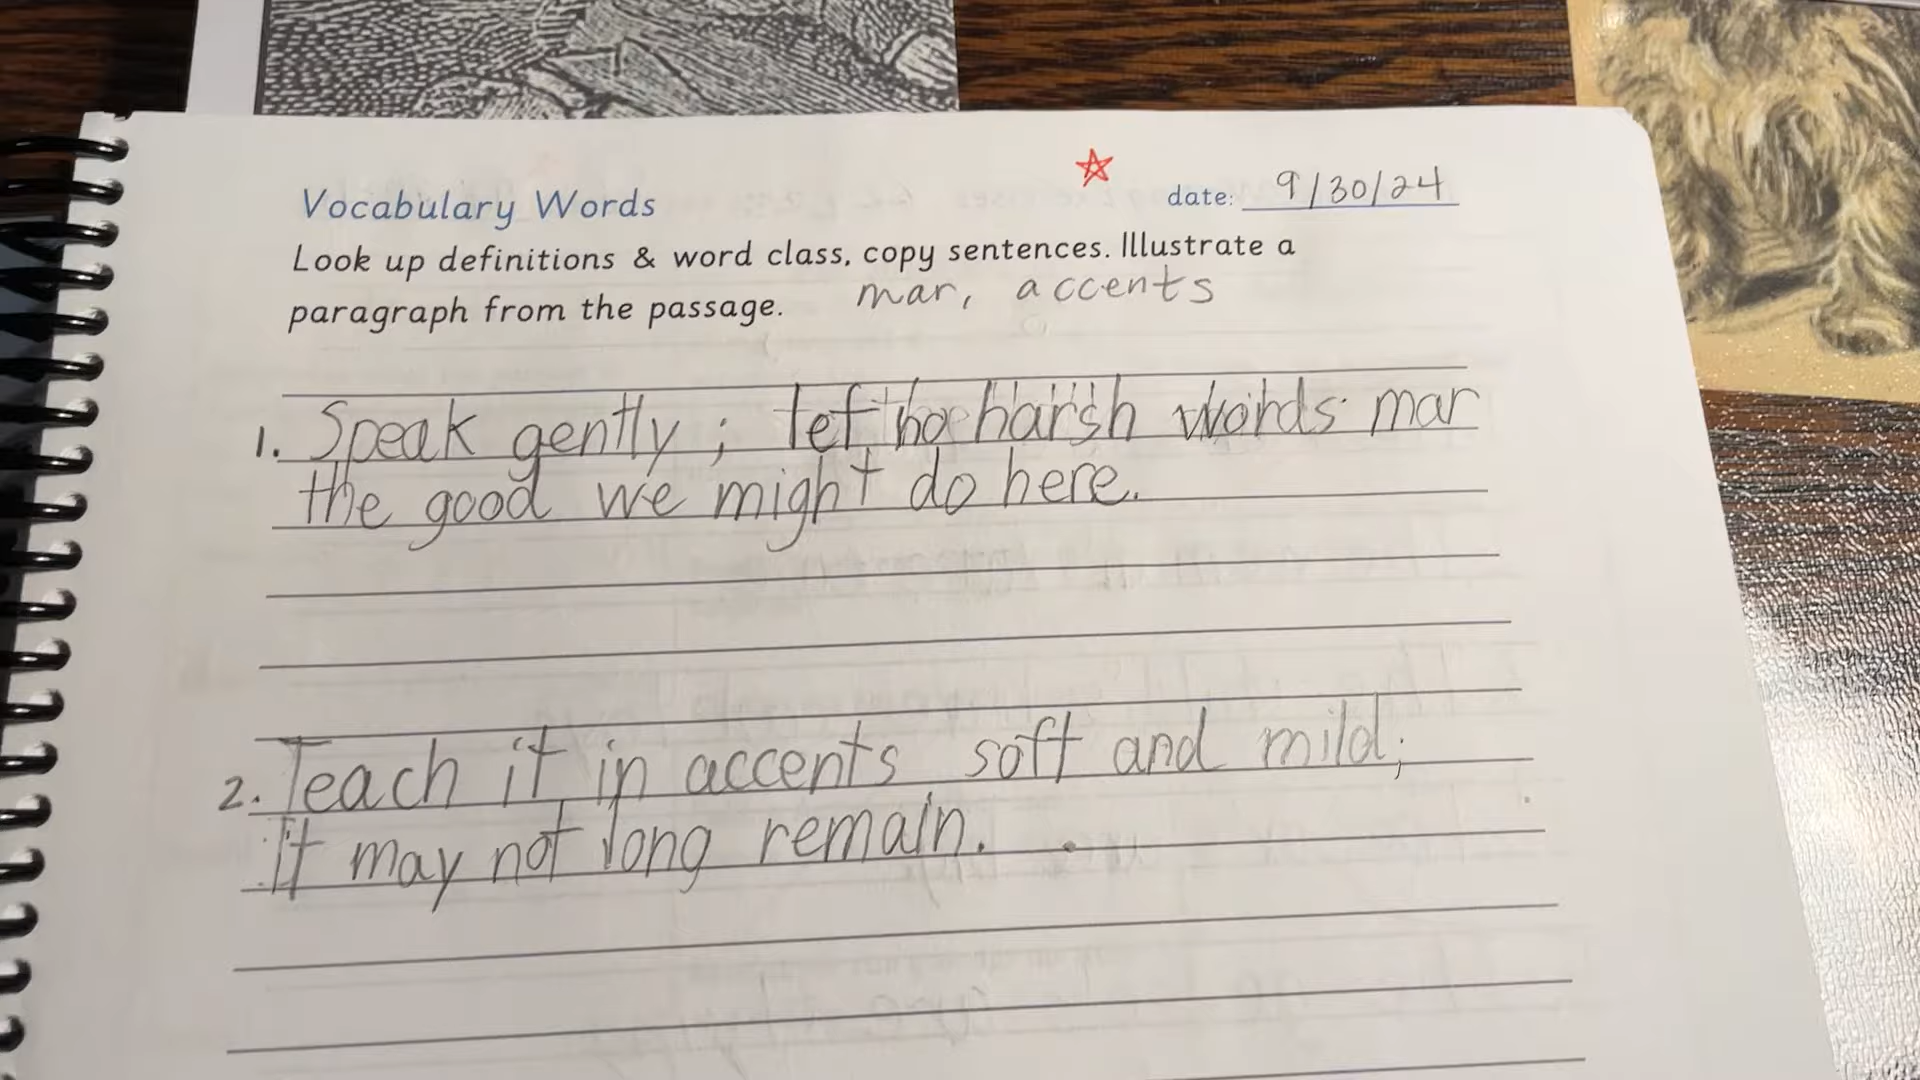 Vocabulary Words date: 9/30/24
Look up definitions & word class, copy sentences. Illustrate a
paragraph from the passage. mar, accents
1. Speak gently; let no harsh words mar
the good we might do here.
2. Teach it in accents soft and mild;
It may not long remain.